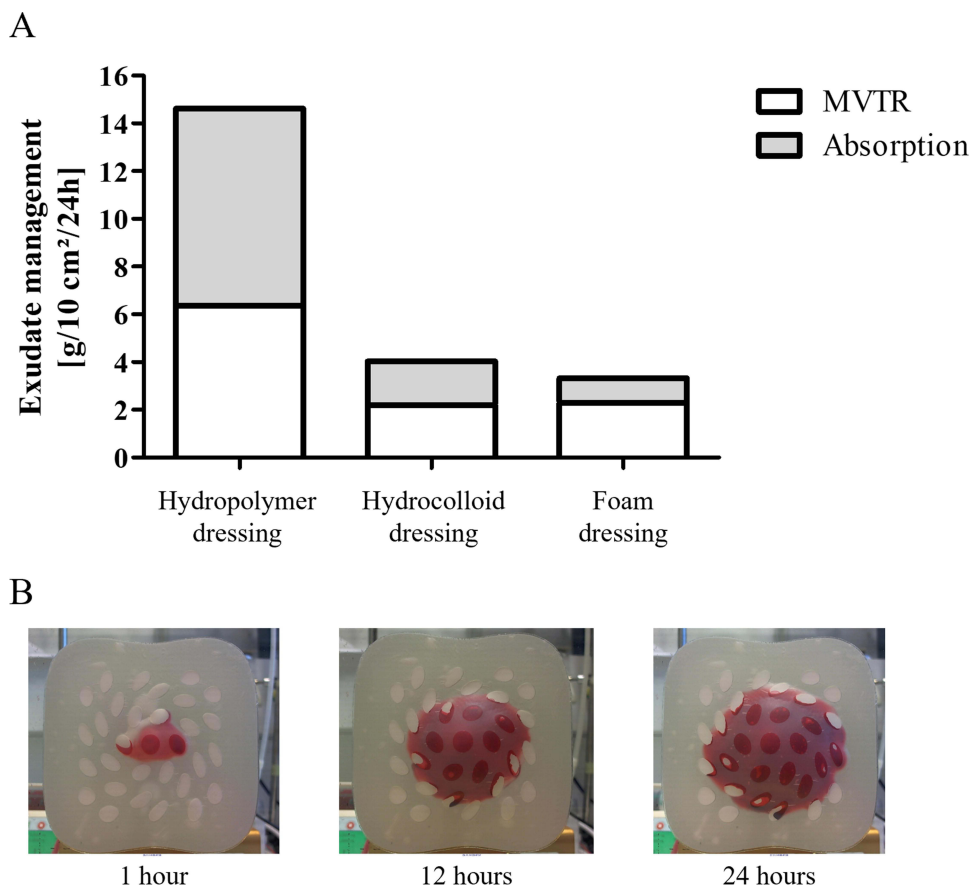 A
Exudate management
[g/10 cm²/24h]
16
14
12
10
8
6
4
2
0
MVTR
Absorption
Hydropolymer
dressing
Hydrocolloid
dressing
Foam
dressing
B
1 hour
12 hours
24 hours